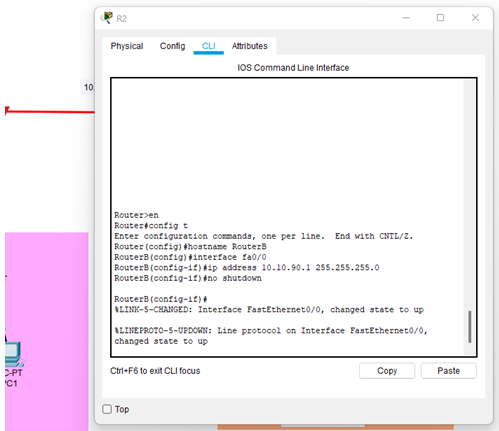 R2
Physical Config CLI Attributes
IOS Command Line Interface
10.
Router>en
Router#config t
Enter configuration commands, one per line.  End with CNTL/Z.
Router(config)#hostname RouterB
RouterB(config)#interface fa0/0
RouterB(config-if)#ip address 10.10.90.1 255.255.255.0
RouterB(config-if)#no shutdown
RouterB(config-if)#
%LINK-5-CHANGED: Interface FastEthernet0/0, changed state to up
%LINEPROTO-5-UPDOWN: Line protocol on Interface FastEthernet0/0,
changed state to up
C-PT
PC1
Ctrl+F6 to exit CLI focus
Copy Paste
Top